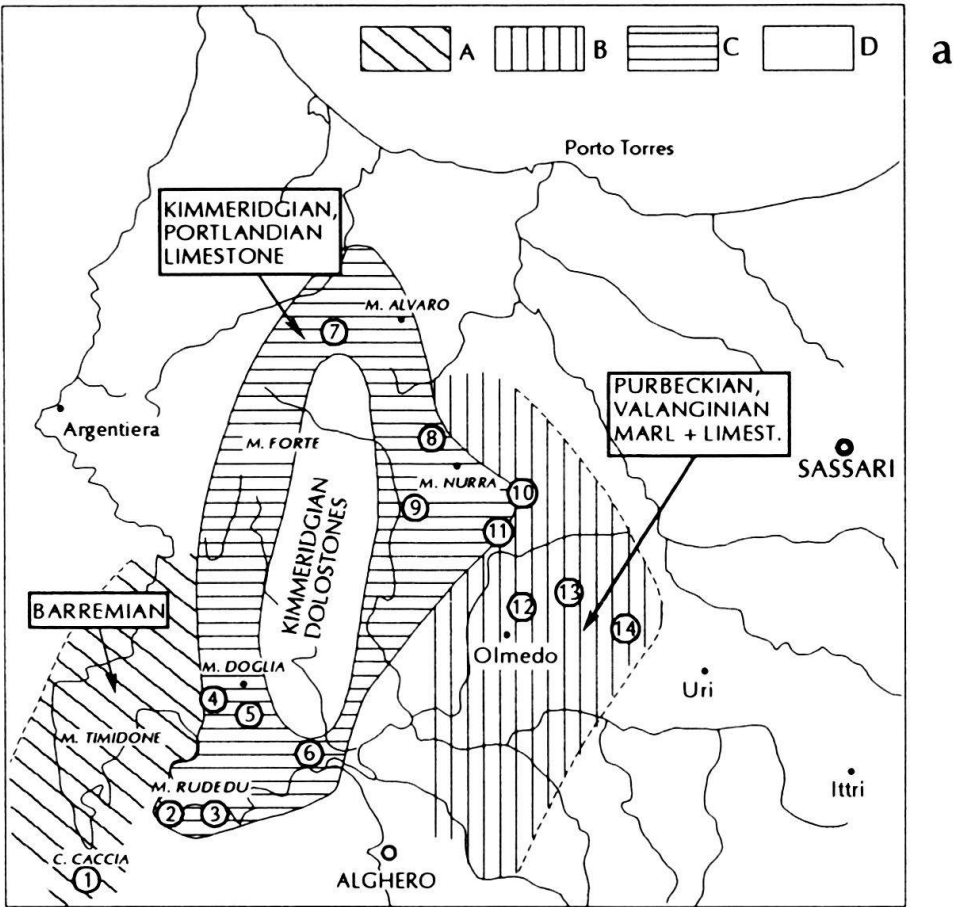 A B C D
a
Porto Torres
KIMMERIDGIAN,
PORTLANDIAN
LIMESTONE
M. ALVARO
7
PURBECKIAN,
VALANGINIAN
MARL + LIMEST.
Argentiera
M. FORTE
8
SASSARI
M. NURRA
9
10
11
KIMMERIDGIAN
DOLOSTONES
BARREMIAN
12
13
14
Olmedo
M. DOGLIA
Uri
4
5
M. TIMIDONE
6
M. RUDEDU
Ittri
2
3
C. CACCIA
1
ALGHERO